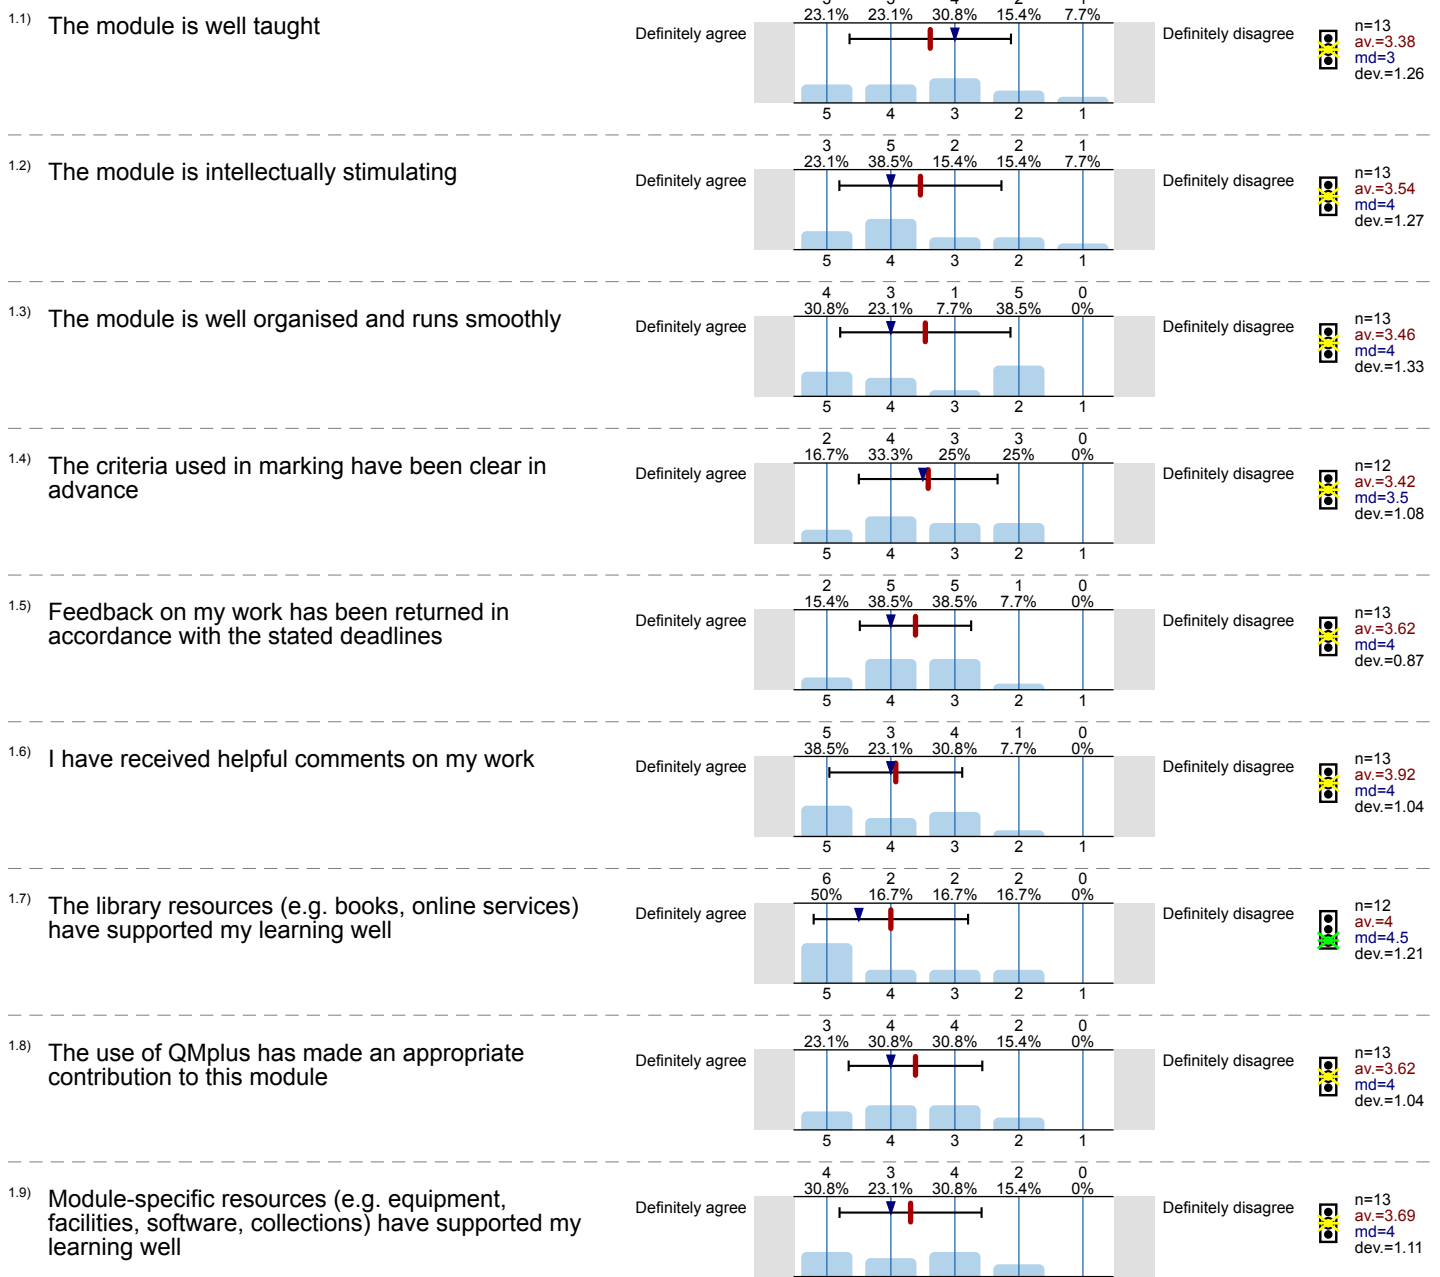 1.1) The module is well taught
Definitely agree
3 3 4 2 1
23.1% 23.1% 30.8% 15.4% 7.7%
5 4 3 2 1
Definitely disagree
n=13
av.=3.38
md=3
dev.=1.26
1.2) The module is intellectually stimulating
Definitely agree
3 5 2 2 1
23.1% 38.5% 15.4% 15.4% 7.7%
5 4 3 2 1
Definitely disagree
n=13
av.=3.54
md=4
dev.=1.27
1.3) The module is well organised and runs smoothly
Definitely agree
4 3 1 5 0
30.8% 23.1% 7.7% 38.5% 0%
5 4 3 2 1
Definitely disagree
n=13
av.=3.46
md=4
dev.=1.33
1.4) The criteria used in marking have been clear in
advance
Definitely agree
2 4 3 3 0
16.7% 33.3% 25% 25% 0%
5 4 3 2 1
Definitely disagree
n=12
av.=3.42
md=3.5
dev.=1.08
1.5) Feedback on my work has been returned in
accordance with the stated deadlines
Definitely agree
2 5 5 1 0
15.4% 38.5% 38.5% 7.7% 0%
5 4 3 2 1
Definitely disagree
n=13
av.=3.62
md=4
dev.=0.87
1.6) I have received helpful comments on my work
Definitely agree
5 3 4 1 0
38.5% 23.1% 30.8% 7.7% 0%
5 4 3 2 1
Definitely disagree
n=13
av.=3.92
md=4
dev.=1.04
1.7) The library resources (e.g. books, online services)
have supported my learning well
Definitely agree
6 2 2 2 0
50% 16.7% 16.7% 16.7% 0%
5 4 3 2 1
Definitely disagree
n=12
av.=4
md=4.5
dev.=1.21
1.8) The use of QMplus has made an appropriate
contribution to this module
Definitely agree
3 4 4 2 0
23.1% 30.8% 30.8% 15.4% 0%
5 4 3 2 1
Definitely disagree
n=13
av.=3.62
md=4
dev.=1.04
1.9) Module-specific resources (e.g. equipment,
facilities, software, collections) have supported my
learning well
Definitely agree
4 3 4 2 0
30.8% 23.1% 30.8% 15.4% 0%
Definitely disagree
n=13
av.=3.69
md=4
dev.=1.11